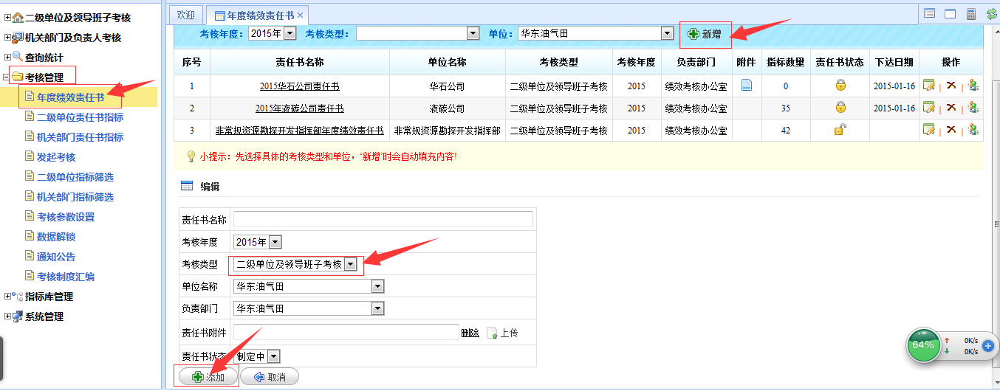 二级单位及领导班子考核
机关部门及负责人考核
查询统计
考核管理
年度绩效责任书
二级单位责任书指标
机关部门责任书指标
发起考核
二级单位指标筛选
机关部门指标筛选
考核参数设置
数据解锁
通知公告
考核制度汇编
指标库管理
系统管理
欢迎 年度绩效责任书
考核年度： 2015年 考核类型： 单位： 华东油气田 新增
序号 责任书名称 单位名称 考核类型 考核年度 负责部门 附件 指标数量 责任书状态 下达日期 操作
1 2015华石公司责任书 华石公司 二级单位及领导班子考核 2015 绩效考核办公室 0 2015-01-16 | |
2 2015年液碳公司责任书 液碳公司 二级单位及领导班子考核 2015 绩效考核办公室 35 2015-01-16 | |
3 非常规资源勘探开发指挥部年度绩效责任书 非常规资源勘探开发指挥部 二级单位及领导班子考核 2015 绩效考核办公室 42 | |
小提示：先选择具体的考核类型和单位，‘新增’时会自动填充内容!
编辑
责任书名称
考核年度 2015年
考核类型 二级单位及领导班子考核
单位名称 华东油气田
负责部门 华东油气田
责任书附件 删除 上传
责任书状态 制定中
添加 取消
64% 0K/s
0K/s